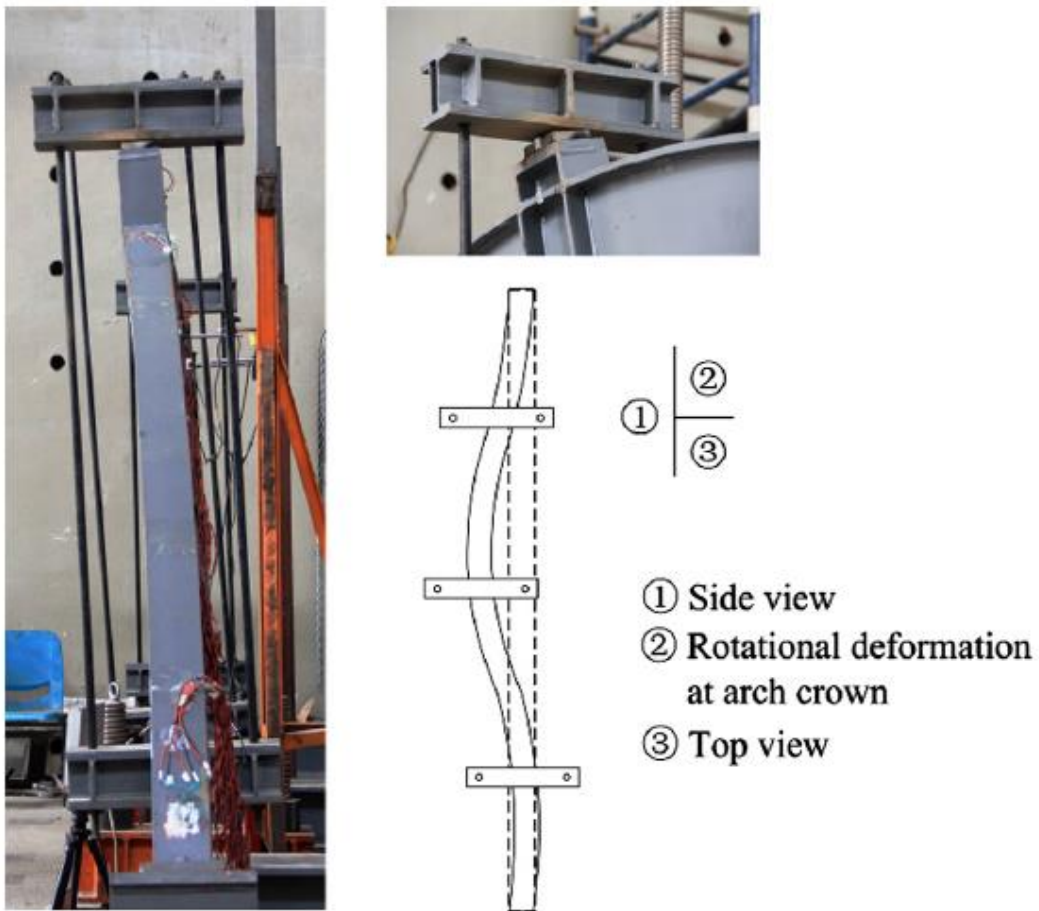 ①
②
③
① Side view
② Rotational deformation
at arch crown
③ Top view